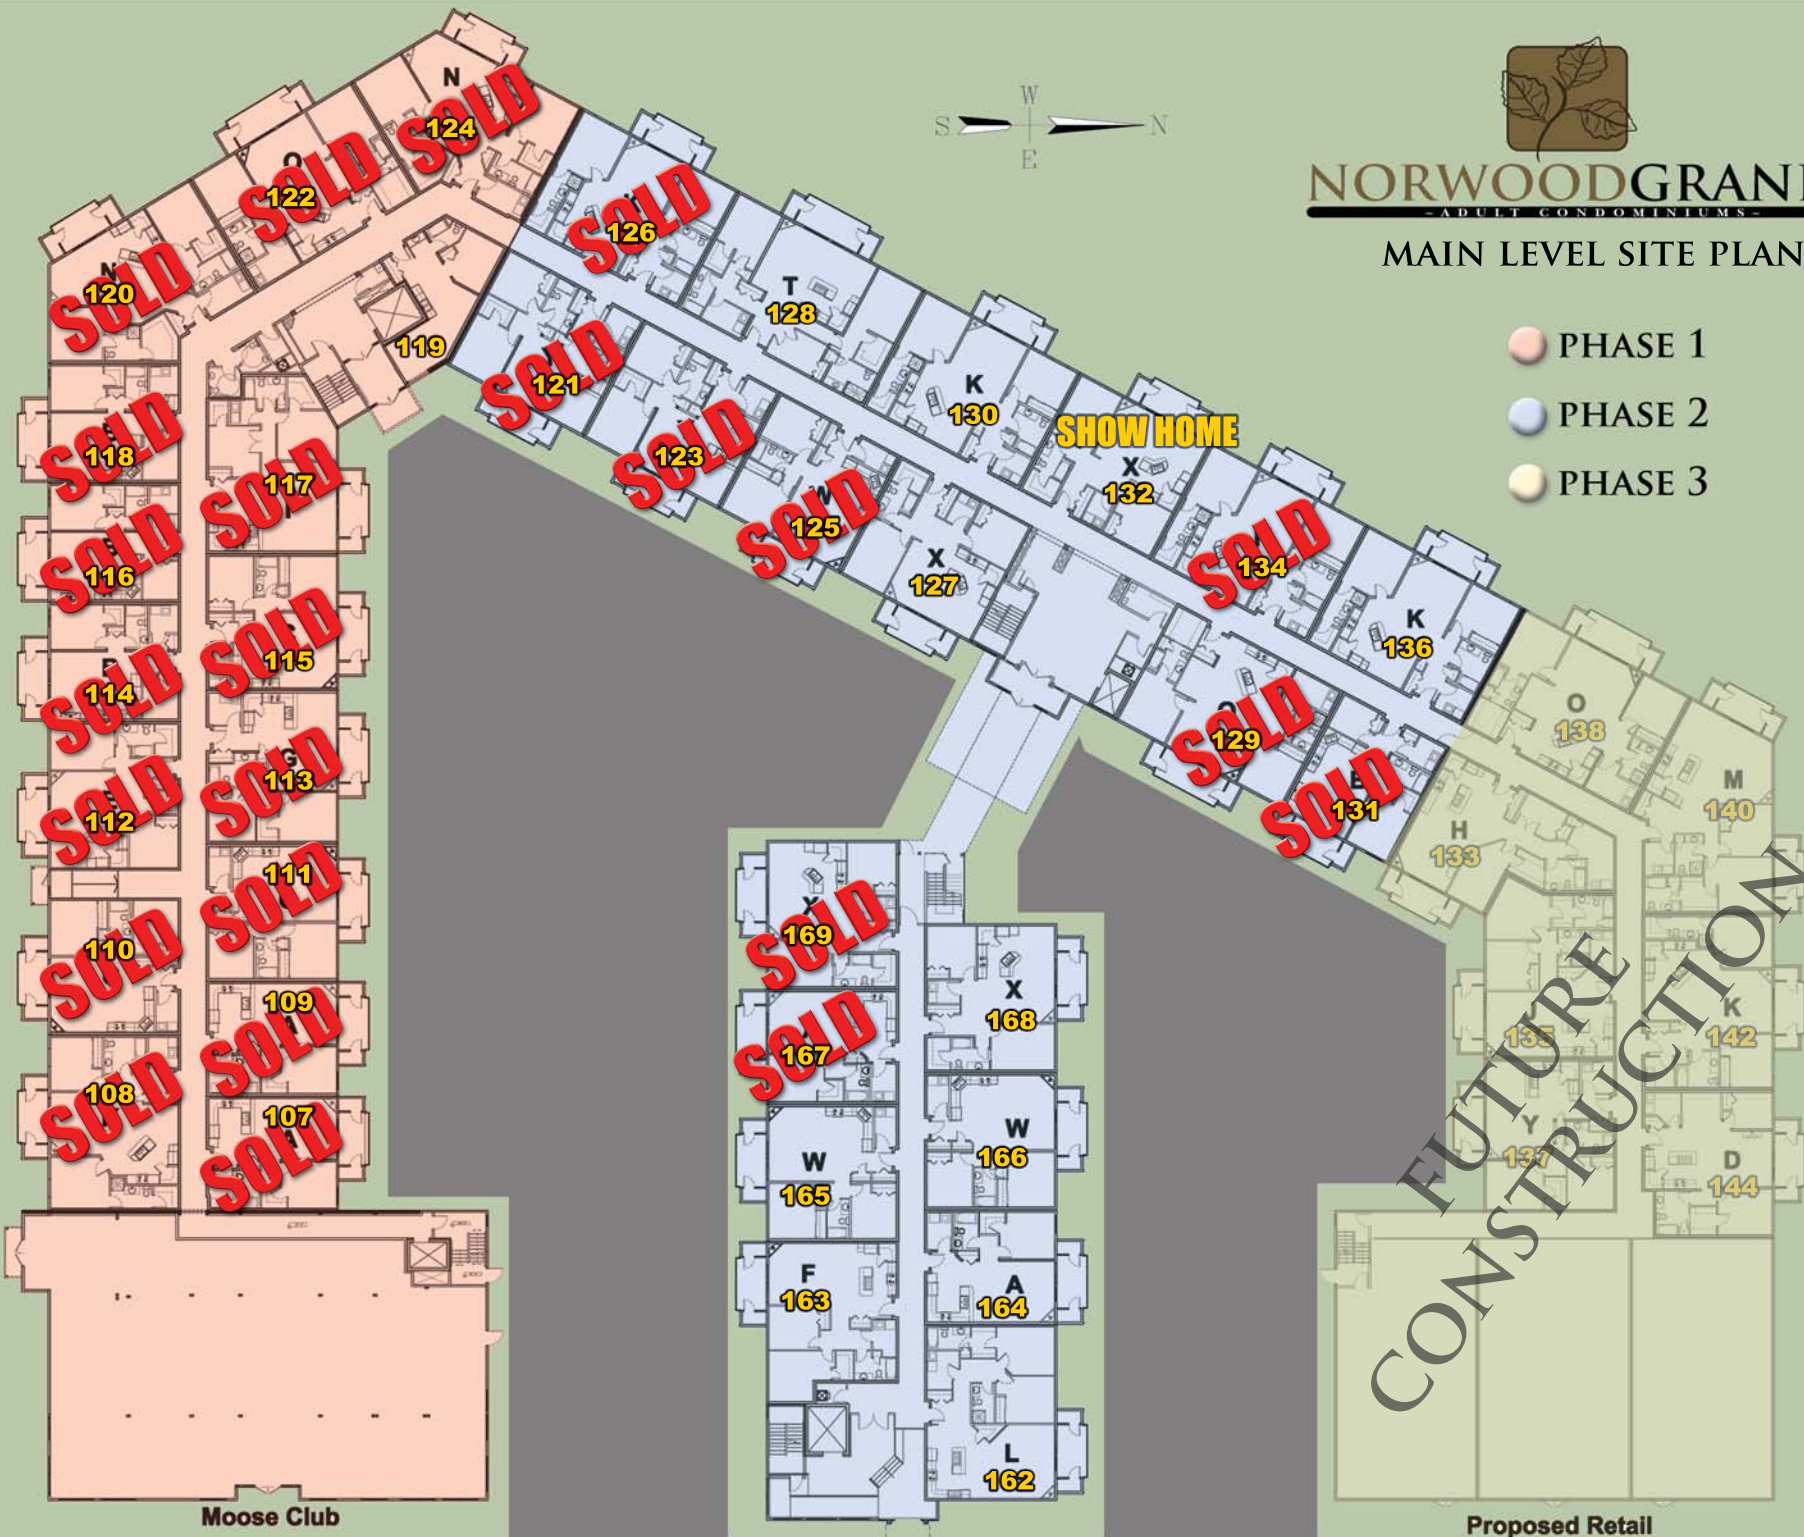 W
S N
E
NORWOODGRAN
~ADULT CONDOMINIUMS~
MAIN LEVEL SITE PLAN
PHASE 1
PHASE 2
PHASE 3
N
SOLD
124
SOLD
122
N
SOLD
120
119
SOLD
126
T
128
K
130
SHOW HOME
X
132
SOLD
134
K
136
SOLD
121
SOLD
123
W
SOLD
125
X
127
SOLD
129
SOLD
131
SOLD
118
SOLD
117
SOLD
116
SOLD
115
SOLD
114
G
SOLD
113
SOLD
112
SOLD
111
SOLD
110
SOLD
109
SOLD
108
SOLD
107
X
SOLD
169
SOLD
167
X
168
W
166
W
165
F
163
A
164
L
162
O
138
M
140
H
133
J
135
K
142
Y
137
D
144
FUTURE
CONSTRUCTION
Moose Club
Proposed Retail